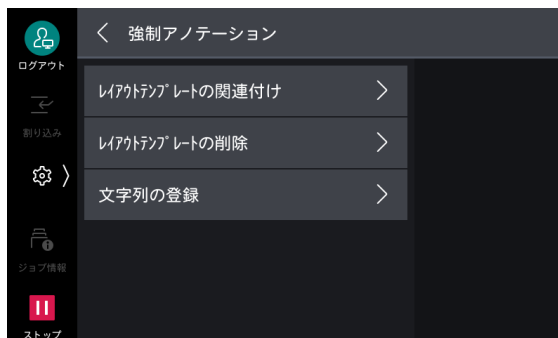 強制アノテーション
ログアウト
ﾚｲｱｳﾄﾃﾝﾌﾟﾚｰﾄの関連付け
割り込み
ﾚｲｱｳﾄﾃﾝﾌﾟﾚｰﾄの削除
文字列の登録
ジョブ情報
ストップ